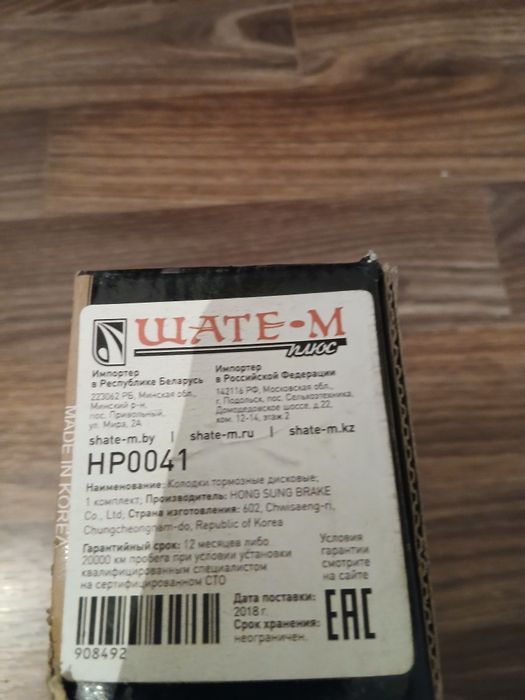 ШАТЕ-М
плюс
Импортер
в Республике Беларусь
223062 РБ, Минская обл.,
Минский р-н,
пос. Привольный,
ул. Мира, 2А
Импортер
в Российской Федерации
142116 РФ, Московская обл.,
г. Подольск, пос. Сельхозтехника,
Домодедовское шоссе, д.22,
ком. 12-14, этаж 2
shate-m.by | shate-m.ru | shate-m.kz
HP0041
Наименование: Колодки тормозные дисковые;
1 комплект; Производитель: HONG SUNG BRAKE
Co., Ltd; Страна изготовления: 602, Chwisaeng-ri,
Chungcheongnam-do, Republic of Korea
Гарантийный срок: 12 месяцев либо
20000 км пробега при условии установки
квалифицированным специалистом
на сертифицированном СТО
Условия
гарантии
смотрите
на сайте
Дата поставки:
2018 г.
Срок хранения:
неограничен.
EAC
908492
MADE IN KOREA